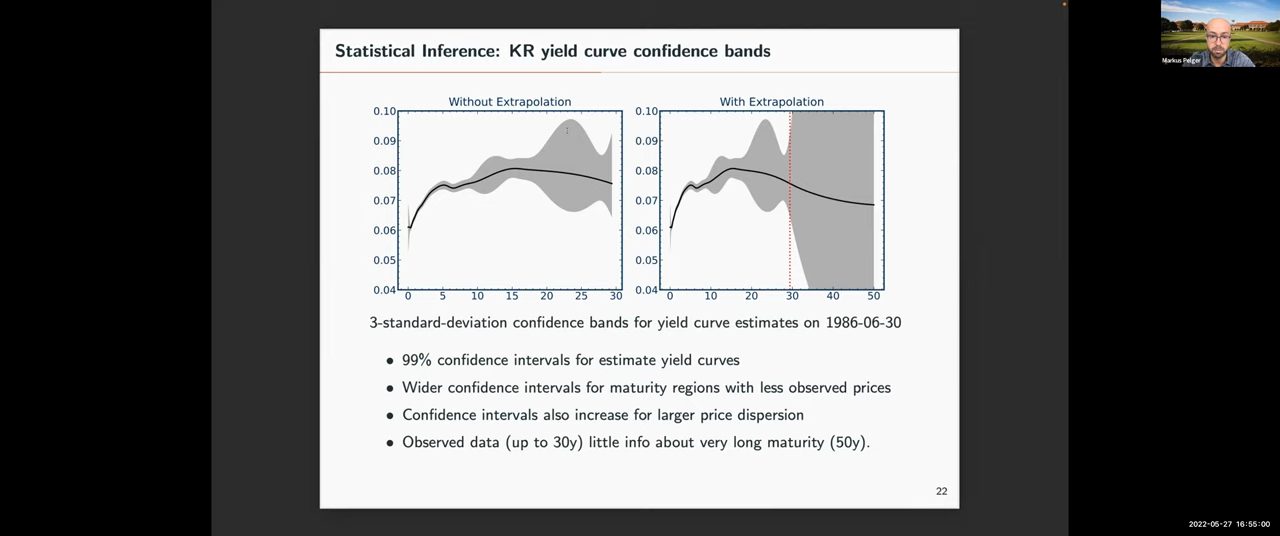 Statistical Inference: KR yield curve confidence bands
Markus Pelger
Without Extrapolation
0.10
0.09
0.08
0.07
0.06
0.05
0.04
0 5 10 15 20 25 30
With Extrapolation
0.10
0.09
0.08
0.07
0.06
0.05
0.04
0 10 20 30 40 50
3-standard-deviation confidence bands for yield curve estimates on 1986-06-30
• 99% confidence intervals for estimate yield curves
• Wider confidence intervals for maturity regions with less observed prices
• Confidence intervals also increase for larger price dispersion
• Observed data (up to 30y) little info about very long maturity (50y).
22
2022-05-27 16:55:00